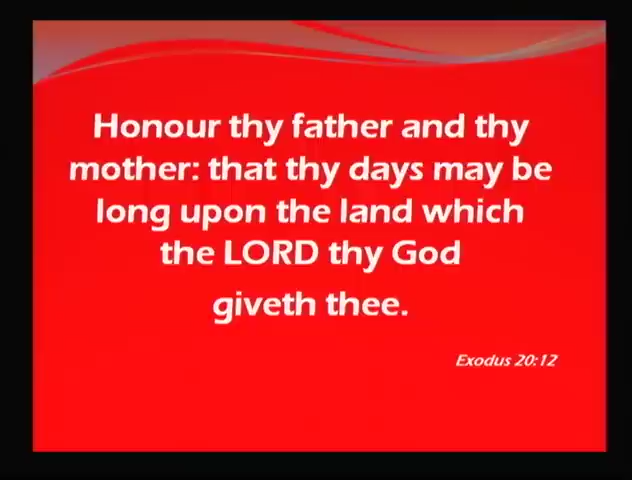 Honour thy father and thy
mother: that thy days may be
long upon the land which
the LORD thy God
giveth thee.
Exodus 20:12